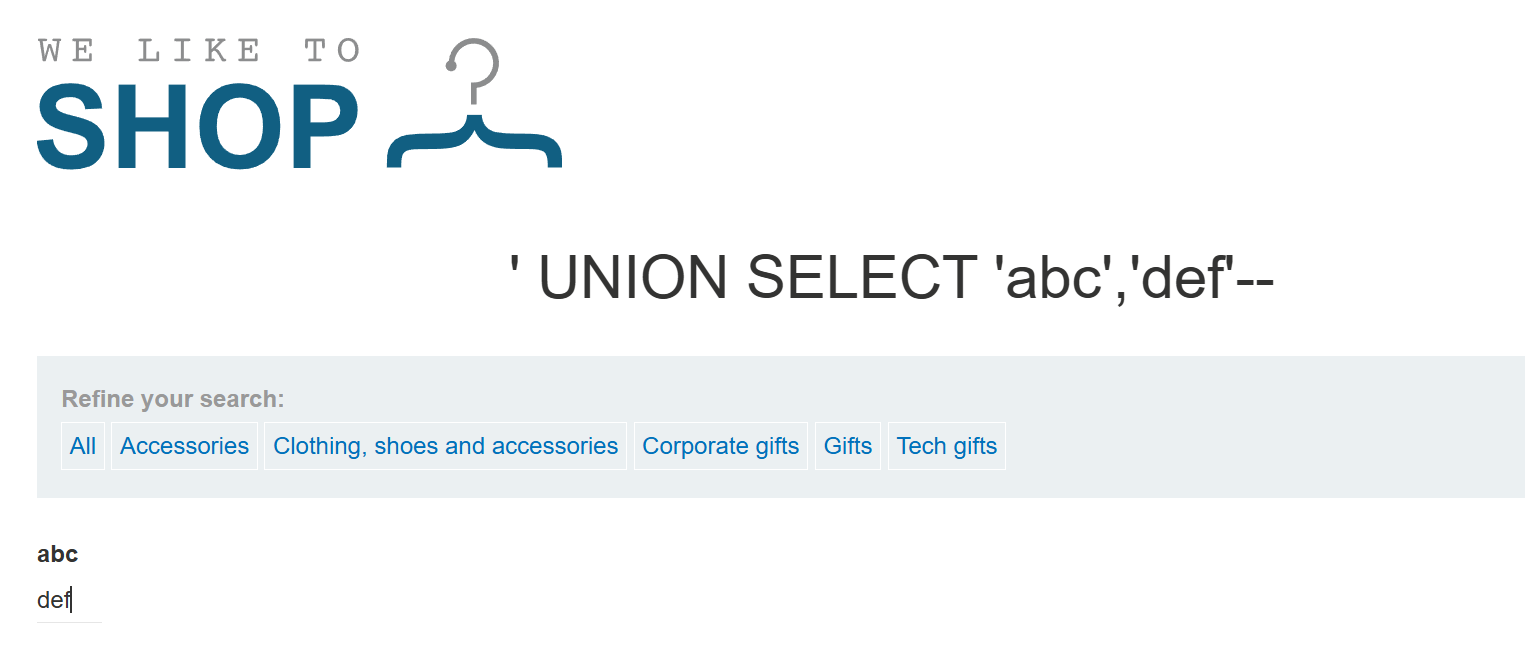 WE LIKE TO
SHOP
' UNION SELECT 'abc','def'--
Refine your search:
All Accessories Clothing, shoes and accessories Corporate gifts Gifts Tech gifts
abc
def